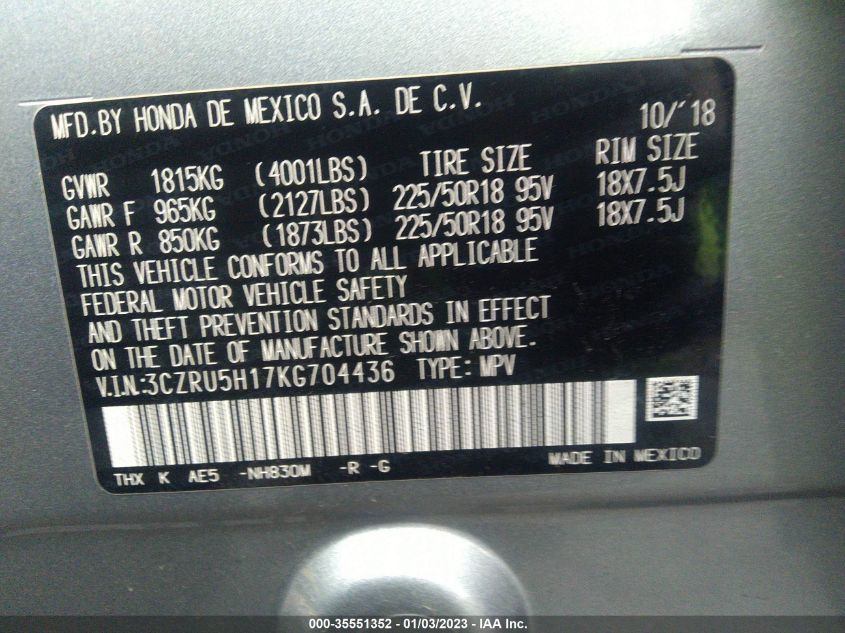 MFD.BY HONDA DE MEXICO S.A. DE C.V. 10/'18
GVWR 1815KG (4001LBS) TIRE SIZE RIM SIZE
GAWR F 965KG (2127LBS) 225/50R18 95V 18X7.5J
GAWR R 850KG (1873LBS) 225/50R18 95V 18X7.5J
THIS VEHICLE CONFORMS TO ALL APPLICABLE
FEDERAL MOTOR VEHICLE SAFETY
AND THEFT PREVENTION STANDARDS IN EFFECT
ON THE DATE OF MANUFACTURE SHOWN ABOVE.
V.I.N.:3CZRU5H17KG704436 TYPE: MPV
THX K AE5 -NH830M -R -G MADE IN MEXICO
000-35551352 - 01/03/2023 - IAAI.com